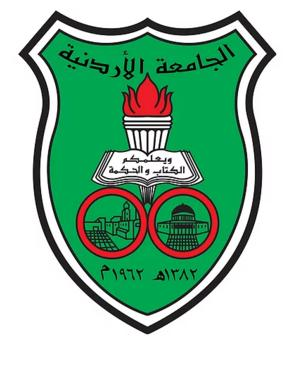 الجامعة الأردنية
ويعلمكم
الكتاب والحكمة
١٣٨٢هـ ١٩٦٢م